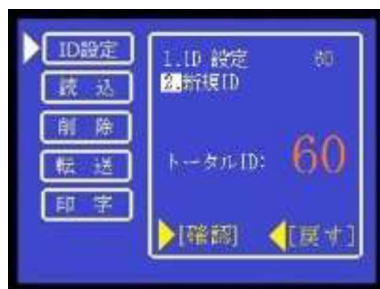 ID設定
読 込
削 除
転 送
印 字
1.ID 設定 60
2.新規ID
トータルID: 60
[確認] [戻す]